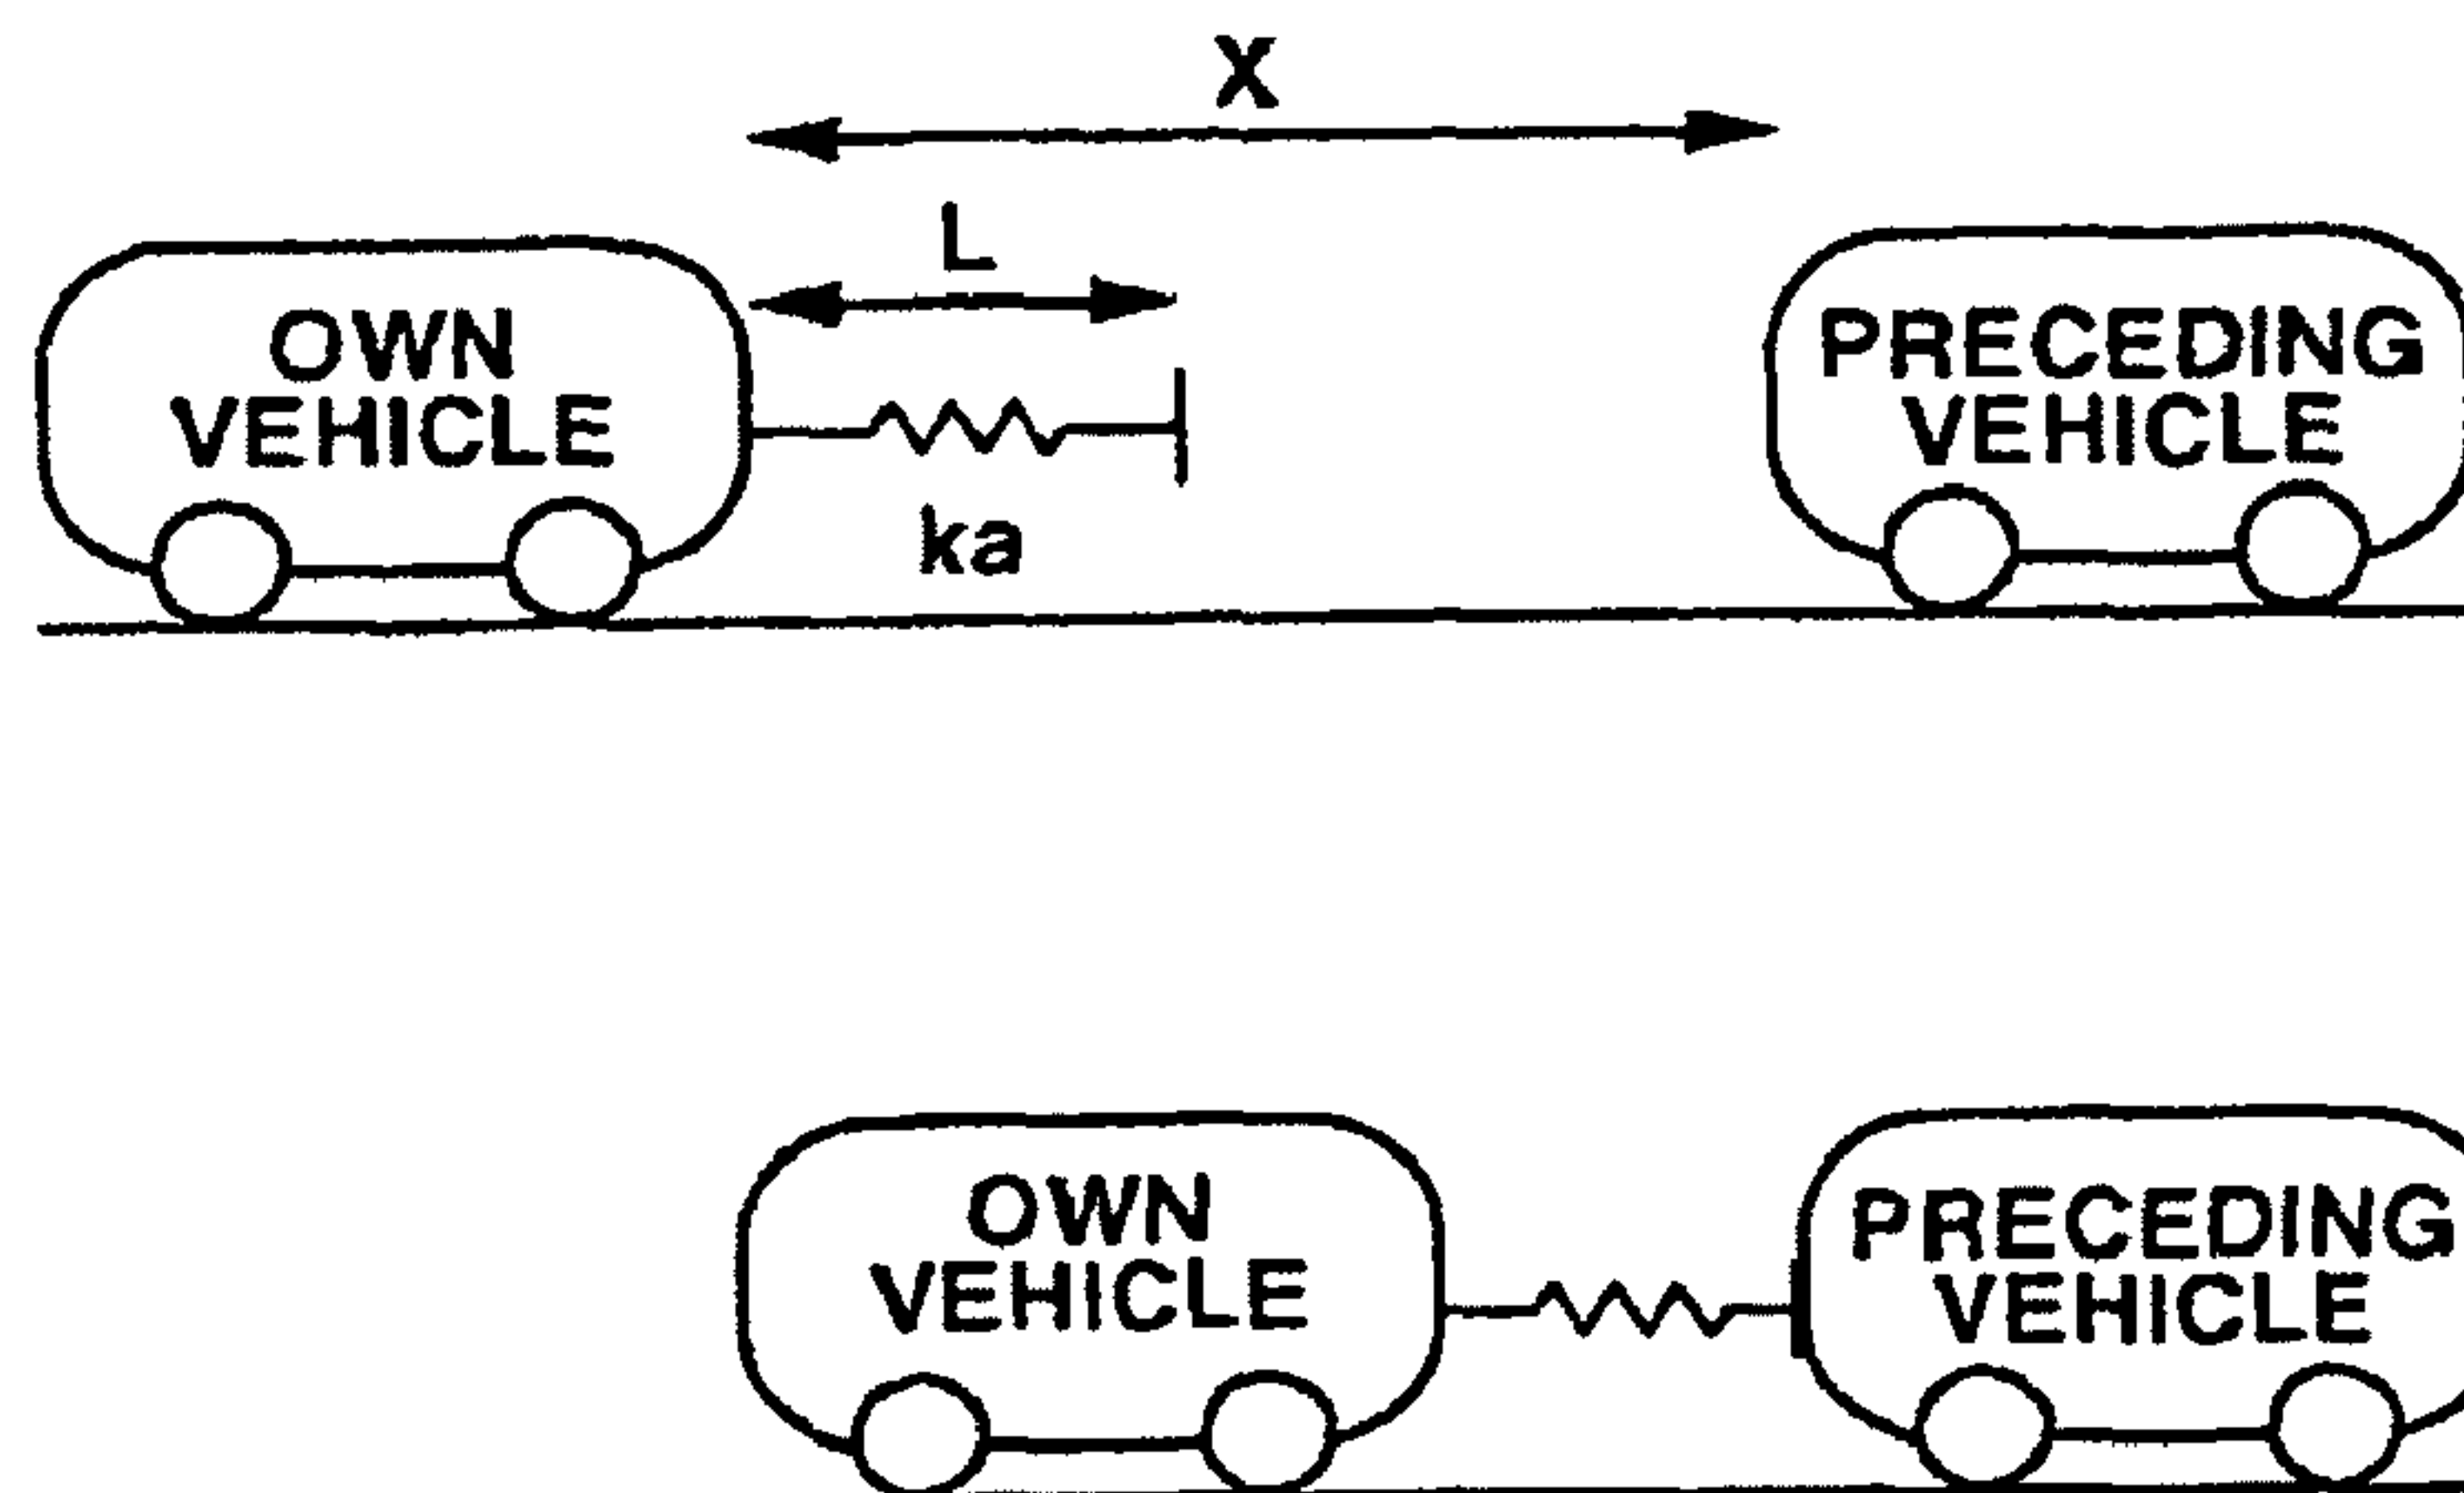 X
L
OWN
VEHICLE
PRECEDING
VEHICLE
ka
OWN
VEHICLE
PRECEDING
VEHICLE